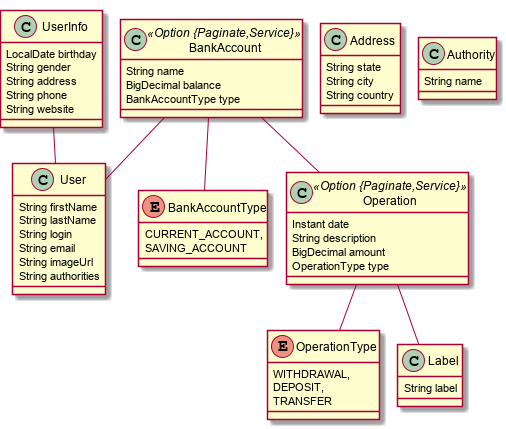 C UserInfo
LocalDate birthday
String gender
String address
String phone
String website
C «Option {Paginate,Service}»
BankAccount
String name
BigDecimal balance
BankAccountType type
C Address
String state
String city
String country
C Authority
String name
C User
String firstName
String lastName
String login
String email
String imageUrl
String authorities
E BankAccountType
CURRENT_ACCOUNT,
SAVING_ACCOUNT
C «Option {Paginate,Service}»
Operation
Instant date
String description
BigDecimal amount
OperationType type
E OperationType
WITHDRAWAL,
DEPOSIT,
TRANSFER
C Label
String label